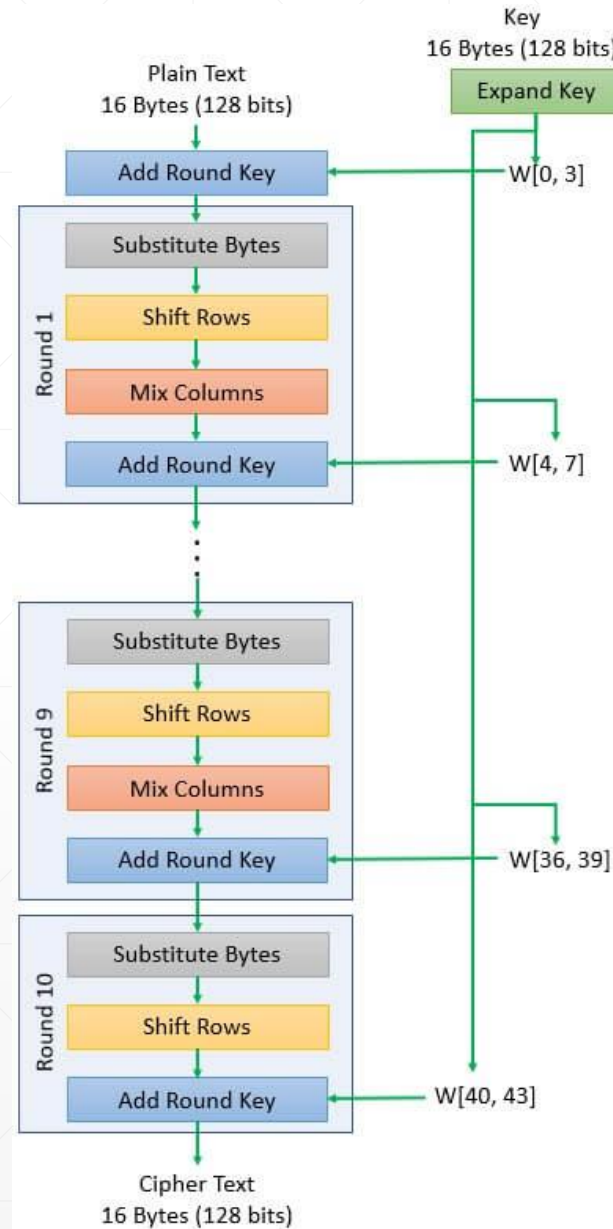 Key
16 Bytes (128 bits)
Expand Key
Plain Text
16 Bytes (128 bits)
Add Round Key
W[0, 3]
Round 1
Substitute Bytes
Shift Rows
Mix Columns
Add Round Key
W[4, 7]
Round 9
Substitute Bytes
Shift Rows
Mix Columns
Add Round Key
W[36, 39]
Round 10
Substitute Bytes
Shift Rows
Add Round Key
W[40, 43]
Cipher Text
16 Bytes (128 bits)